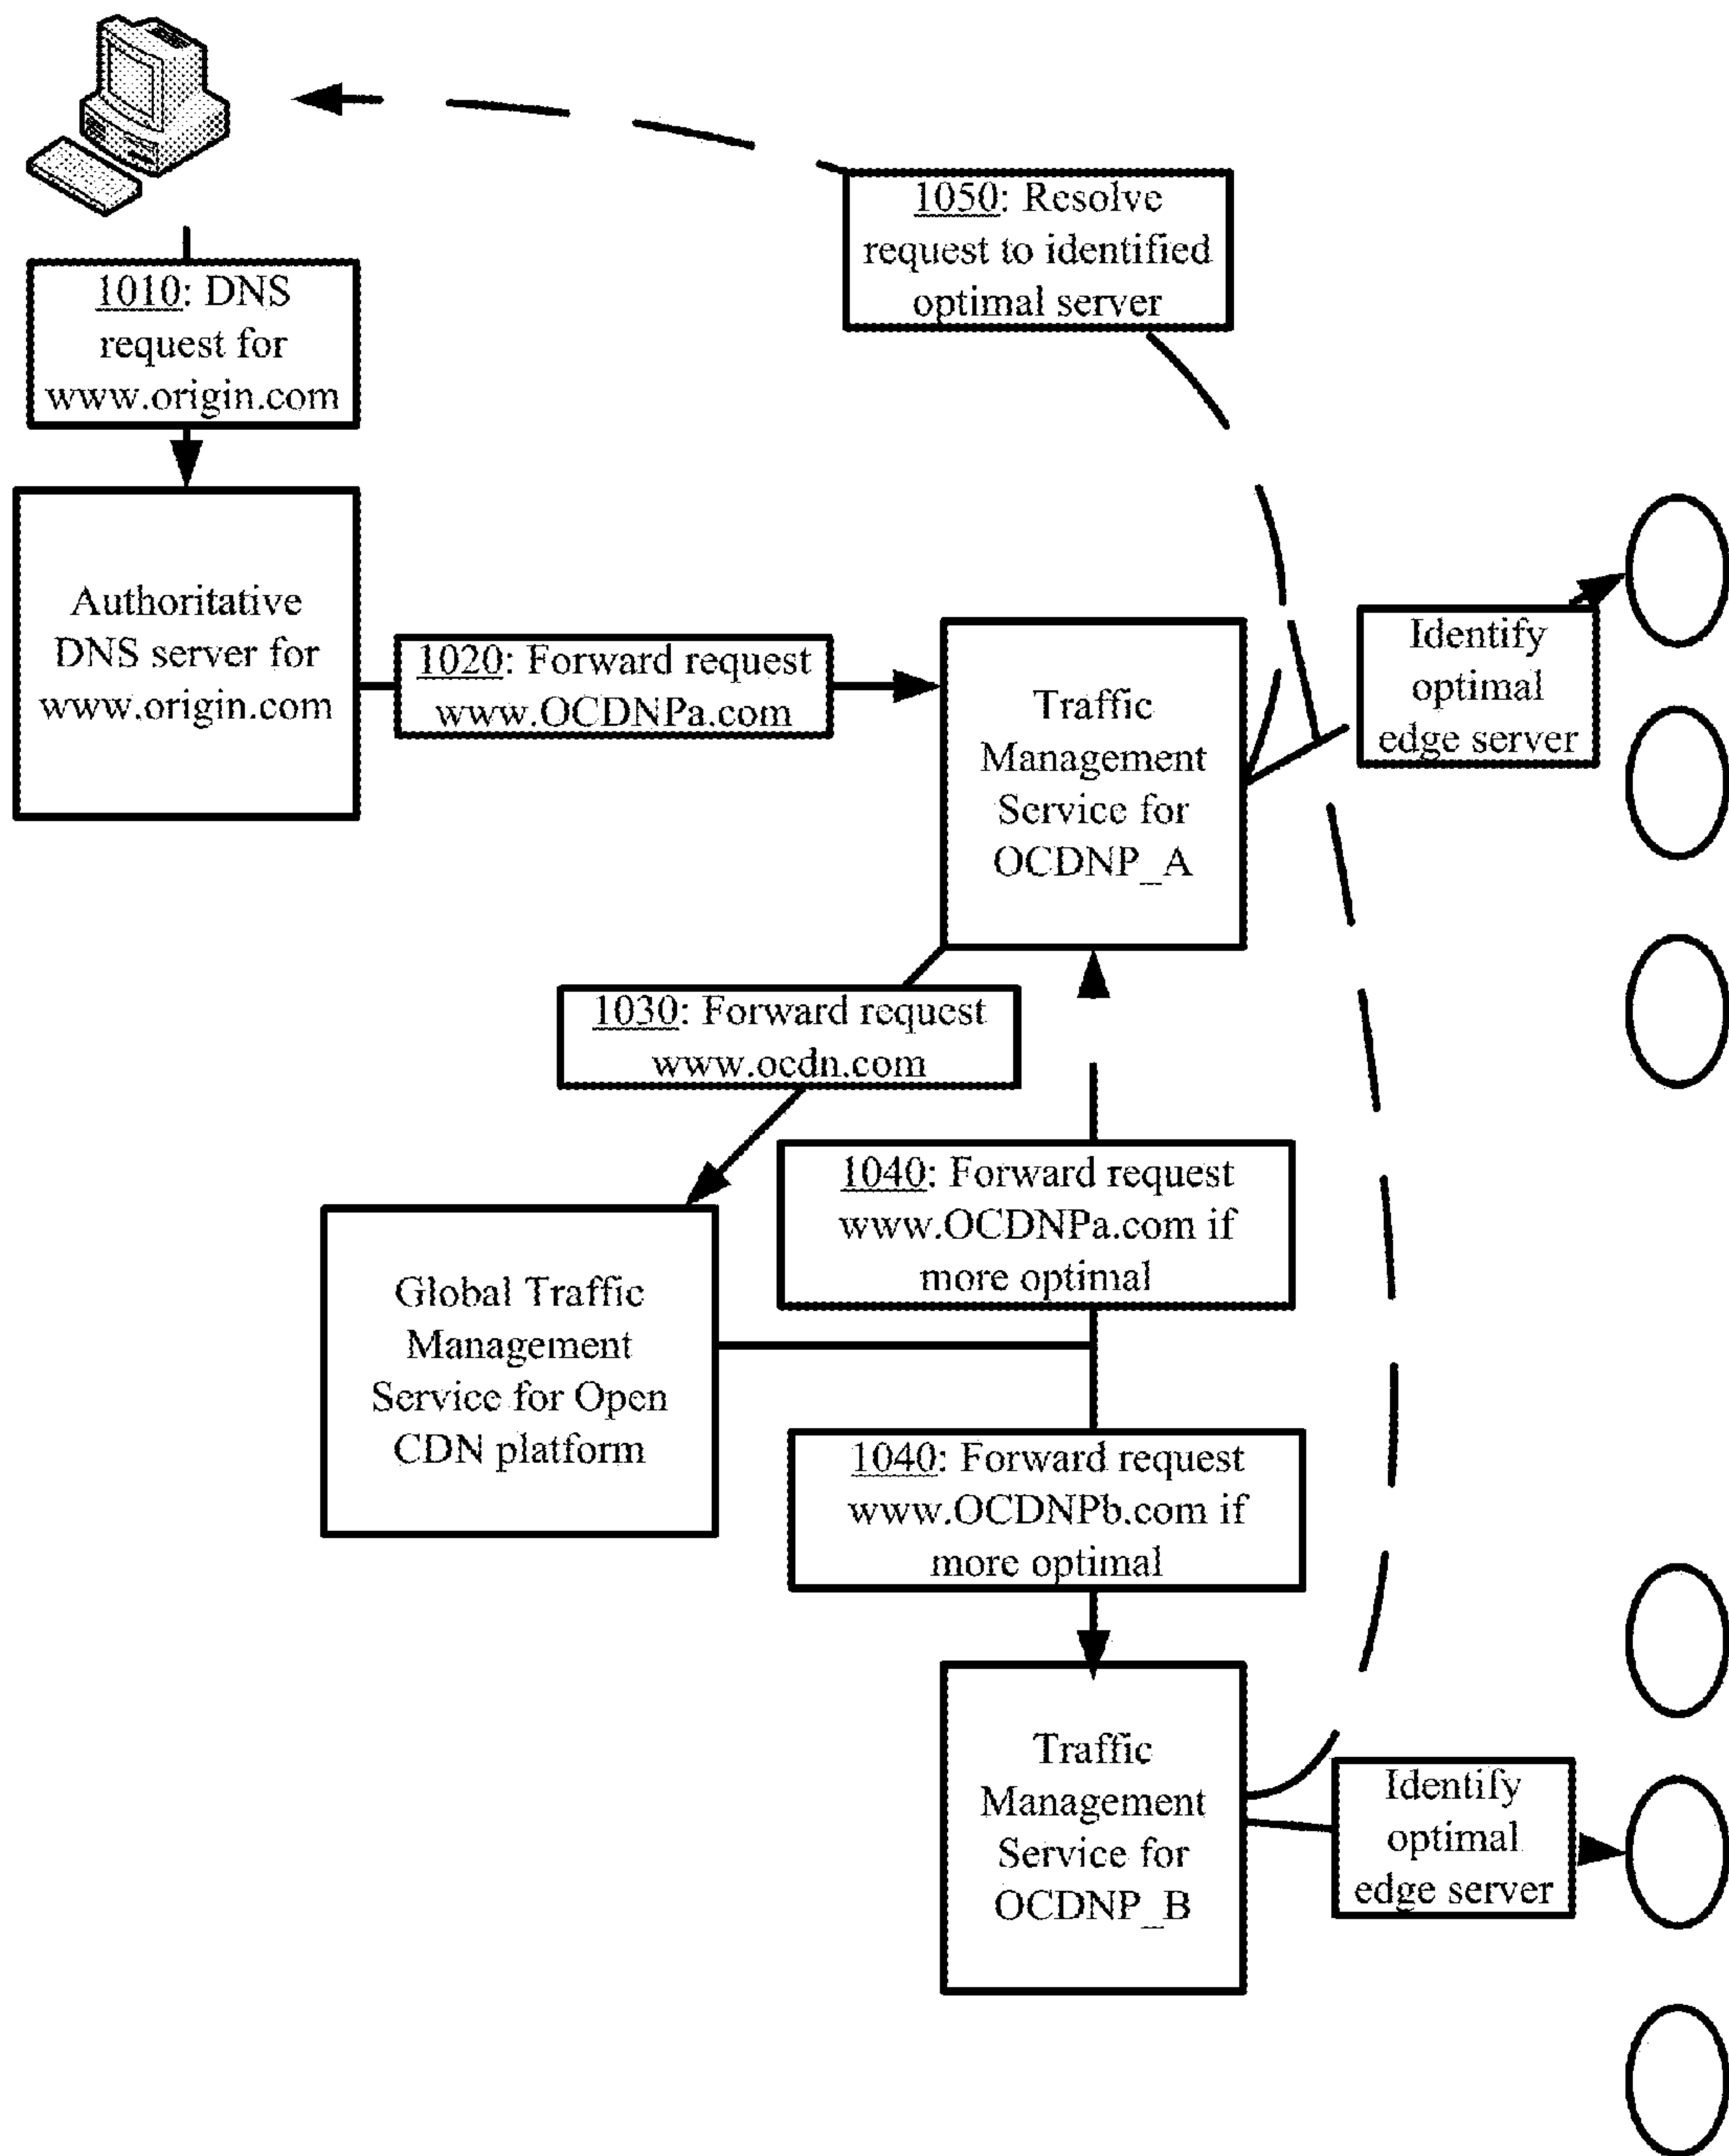 1050: Resolve
request to identified
optimal server
1010: DNS
request for
www.origin.com
Authoritative
DNS server for
www.origin.com
1020: Forward request
www.OCDNPa.com
Traffic
Management
Service for
OCDNP_A
Identify
optimal
edge server
1030: Forward request
www.ocdn.com
1040: Forward request
www.OCDNPa.com if
more optimal
Global Traffic
Management
Service for Open
CDN platform
1040: Forward request
www.OCDNPb.com if
more optimal
Traffic
Management
Service for
OCDNP_B
Identify
optimal
edge server